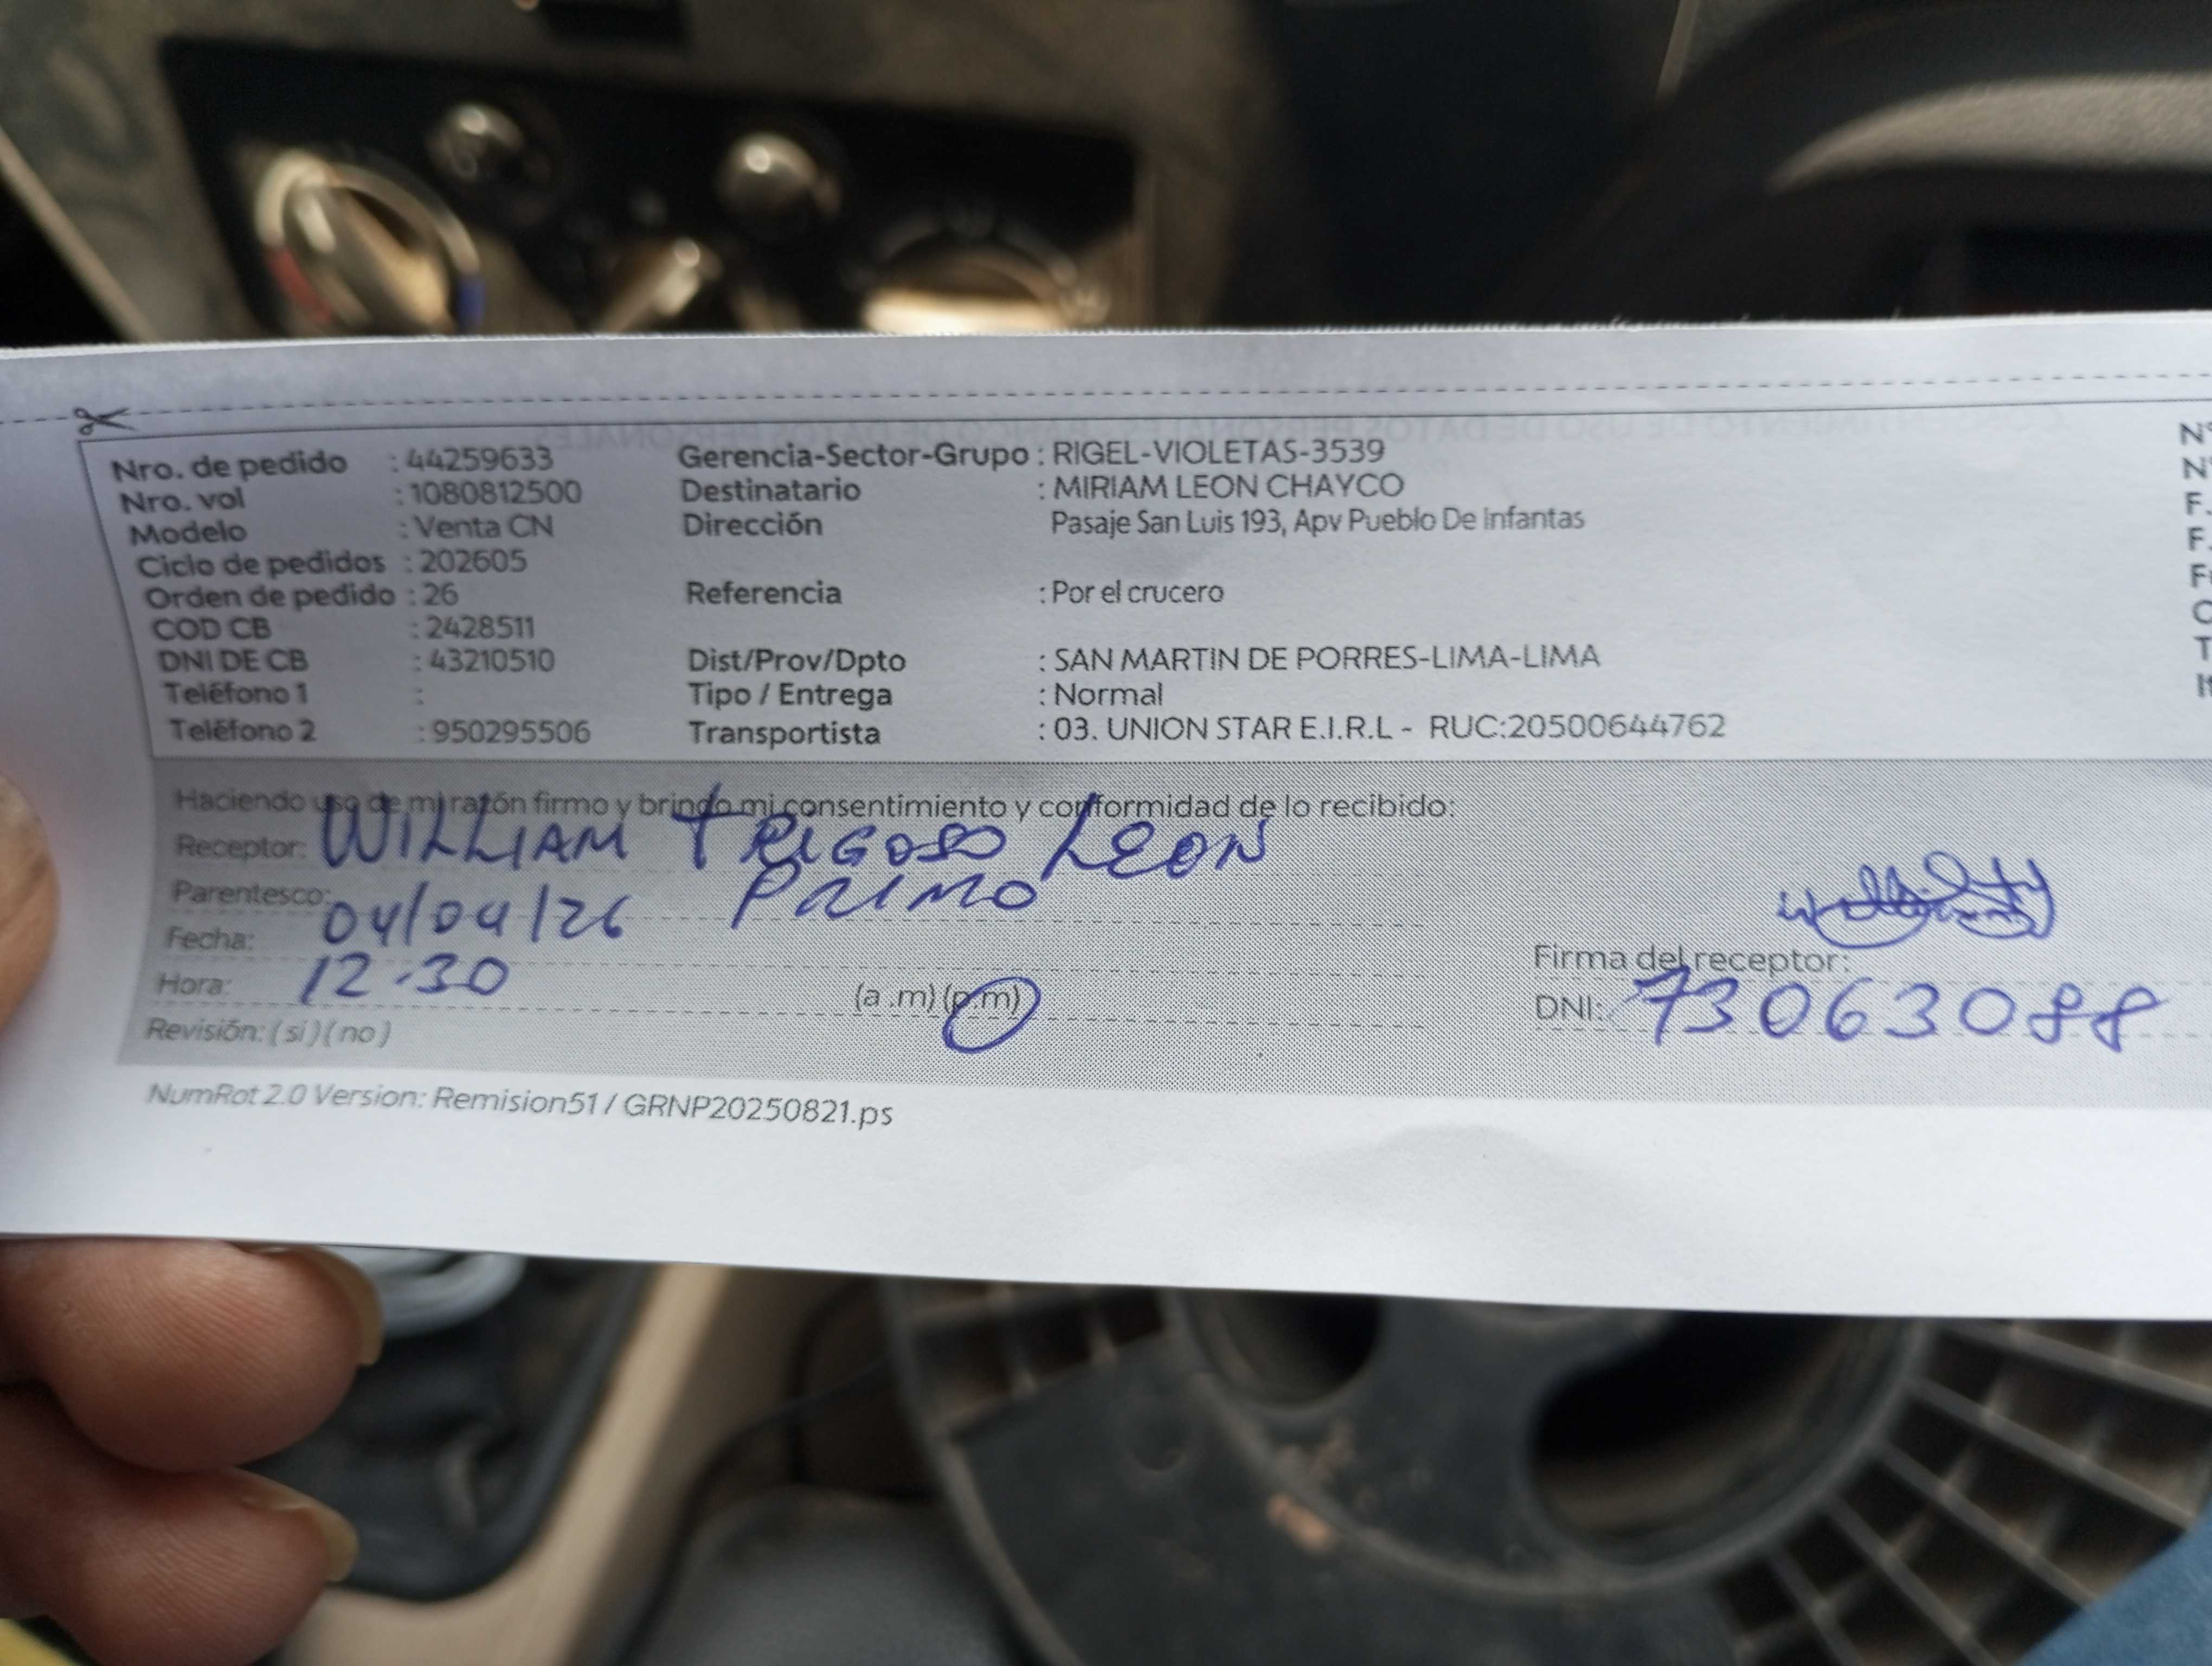 Nro. de pedido : 44259633 Gerencia-Sector-Grupo : RIGEL-VIOLETAS-3539
Nro. vol : 1080812500 Destinatario : MIRIAM LEON CHAYCO
Modelo : Venta CN Dirección Pasaje San Luis 193, Apv Pueblo De Infantas
Ciclo de pedidos : 202605
Orden de pedido : 26 Referencia : Por el crucero
COD CB : 2428511
DNI DE CB : 43210510 Dist/Prov/Dpto : SAN MARTIN DE PORRES-LIMA-LIMA
Teléfono 1 : Tipo / Entrega : Normal
Teléfono 2 : 950295506 Transportista : 03. UNION STAR E.I.R.L - RUC:20500644762
Haciendo uso de mi razón firmo y brindo mi consentimiento y conformidad de lo recibido:
Receptor: WILLIAM TRIGOSO LEON
Parentesco: PRIMO
Fecha: 04/04/26
Hora: 12.30 (a .m) (p.m)
Revisión: ( si ) ( no )
Firma del receptor:
DNI: 73063088
NumRot 2.0 Version: Remision51 / GRNP20250821.ps